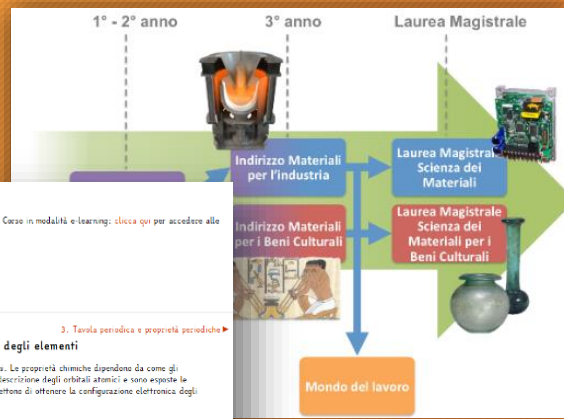 1° - 2° anno
3° anno
Laurea Magistrale
Indirizzo Materiali
per l'industria
Laurea Magistrale
Scienza dei
Materiali
Indirizzo Materiali
per i Beni Culturali
Laurea Magistrale
Scienza dei
Materiali per i
Beni Culturali
Mondo del lavoro
Corso in modalità e-learning: clicca qui per accedere alle
3. Tavola periodica e proprietà periodiche ►
degli elementi
. Le proprietà chimiche dipendono da come gli
descrizione degli orbitali atomici e sono esposte le
ettono di ottenere la configurazione elettronica degli